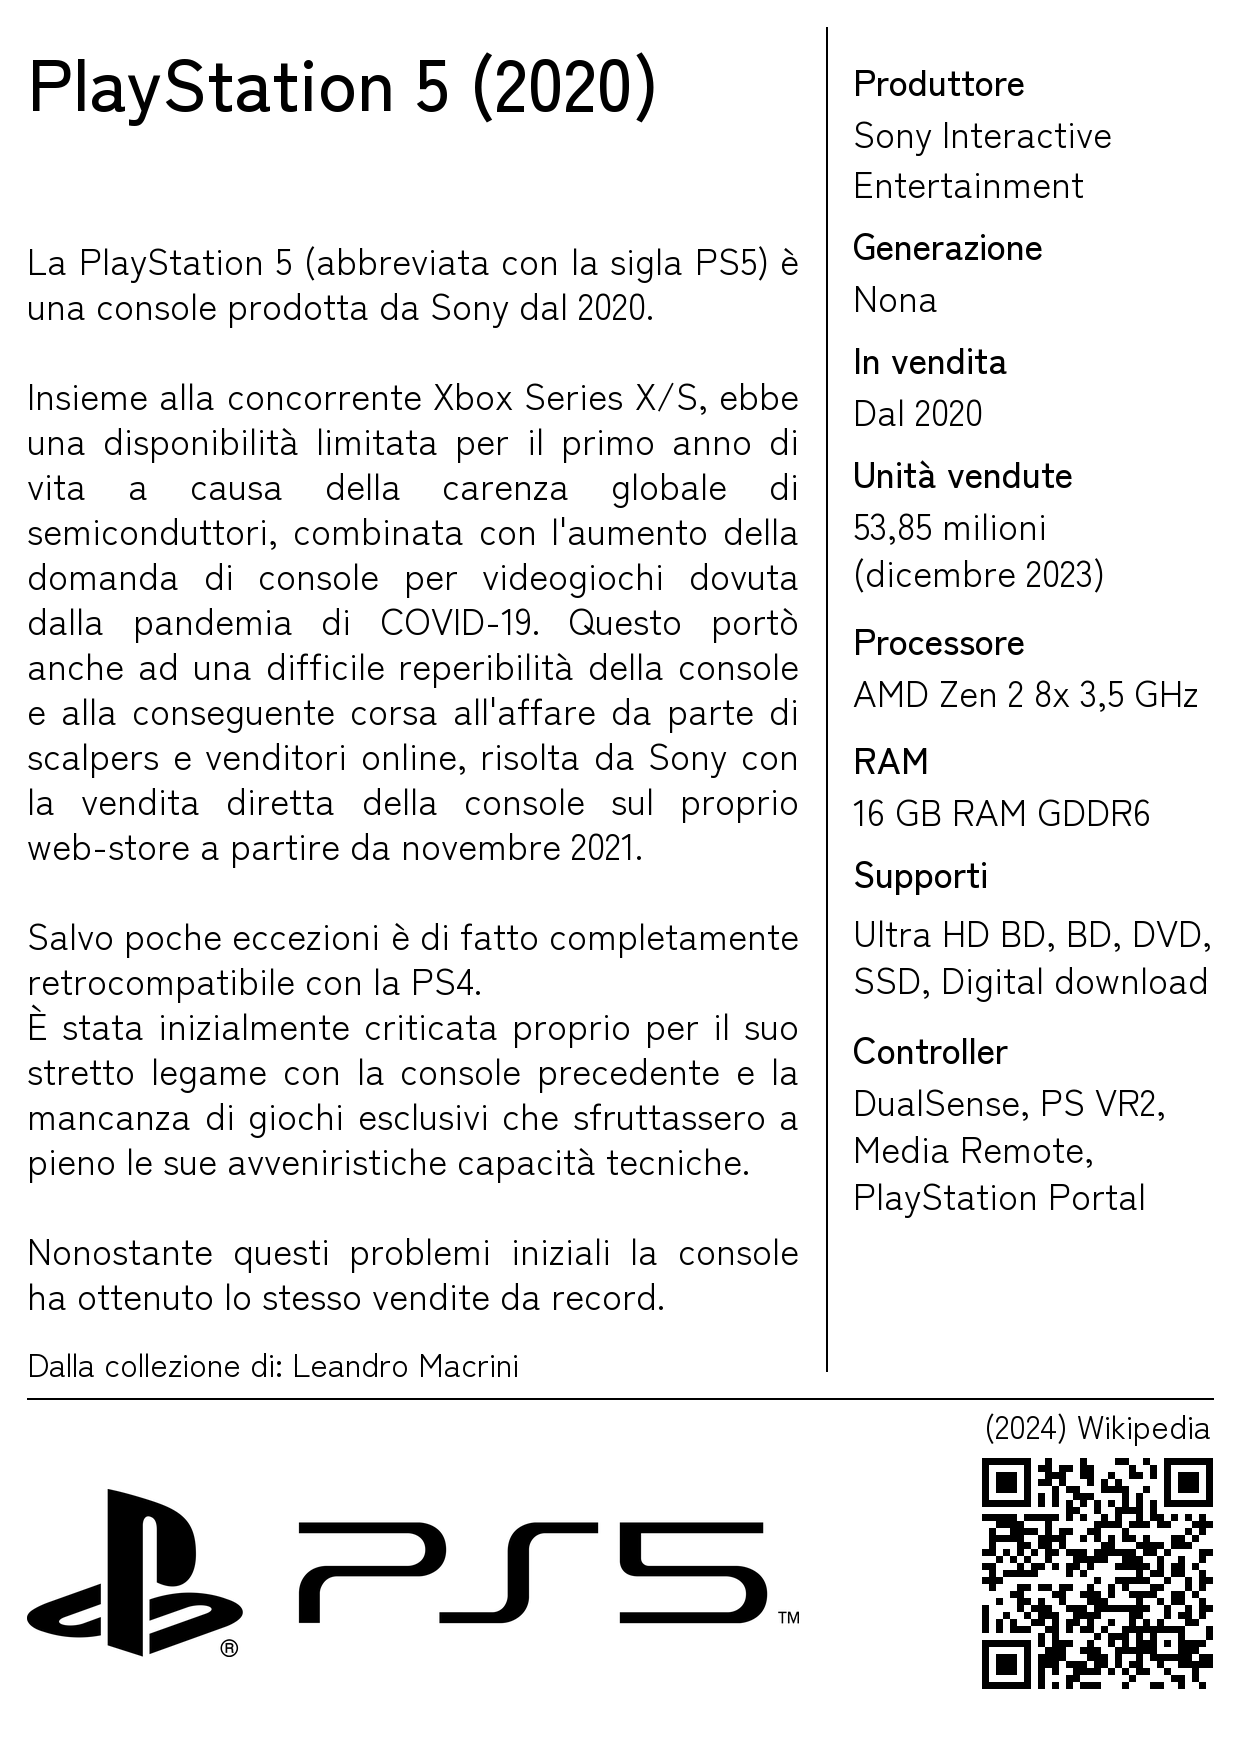 PlayStation 5 (2020)
La PlayStation 5 (abbreviata con la sigla PS5) è
una console prodotta da Sony dal 2020.
Insieme alla concorrente Xbox Series X/S, ebbe
una disponibilità limitata per il primo anno di
vita a causa della carenza globale di
semiconduttori, combinata con l'aumento della
domanda di console per videogiochi dovuta
dalla pandemia di COVID-19. Questo portò
anche ad una difficile reperibilità della console
e alla conseguente corsa all'affare da parte di
scalpers e venditori online, risolta da Sony con
la vendita diretta della console sul proprio
web-store a partire da novembre 2021.
Salvo poche eccezioni è di fatto completamente
retrocompatibile con la PS4.
È stata inizialmente criticata proprio per il suo
stretto legame con la console precedente e la
mancanza di giochi esclusivi che sfruttassero a
pieno le sue avveniristiche capacità tecniche.
Nonostante questi problemi iniziali la console
ha ottenuto lo stesso vendite da record.
Dalla collezione di: Leandro Macrini
Produttore
Sony Interactive
Entertainment
Generazione
Nona
In vendita
Dal 2020
Unità vendute
53,85 milioni
(dicembre 2023)
Processore
AMD Zen 2 8x 3,5 GHz
RAM
16 GB RAM GDDR6
Supporti
Ultra HD BD, BD, DVD,
SSD, Digital download
Controller
DualSense, PS VR2,
Media Remote,
PlayStation Portal
(2024) Wikipedia
® PS5 ™